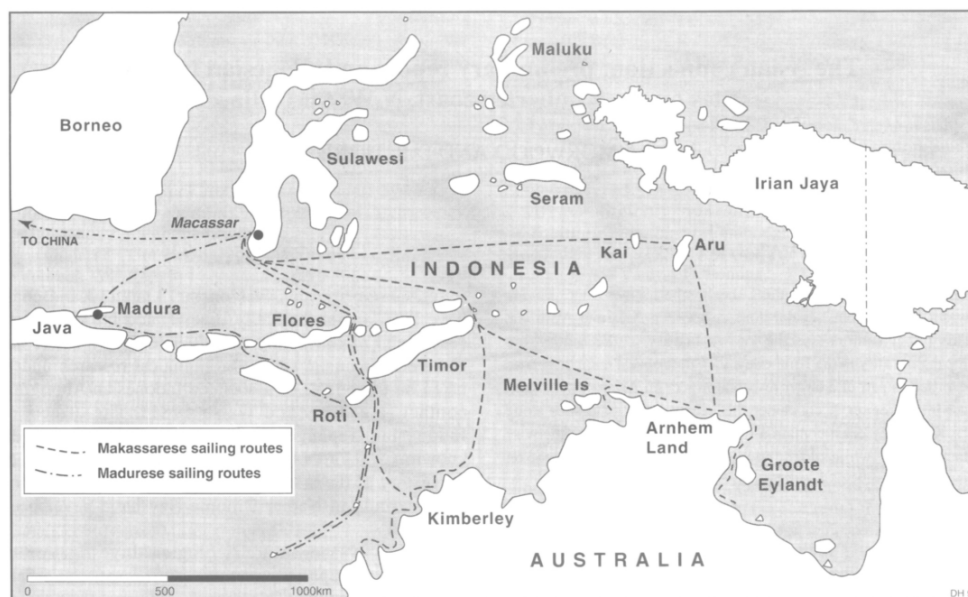 Maluku
Borneo
Sulawesi
Irian Jaya
Seram
Macassar
TO CHINA
Kai
Aru
INDONESIA
Madura
Java
Flores
Timor
Melville Is
Roti
Arnhem
Land
Makassarese sailing routes
Madurese sailing routes
Groote
Eylandt
Kimberley
AUSTRALIA
0
500
1000km
DH